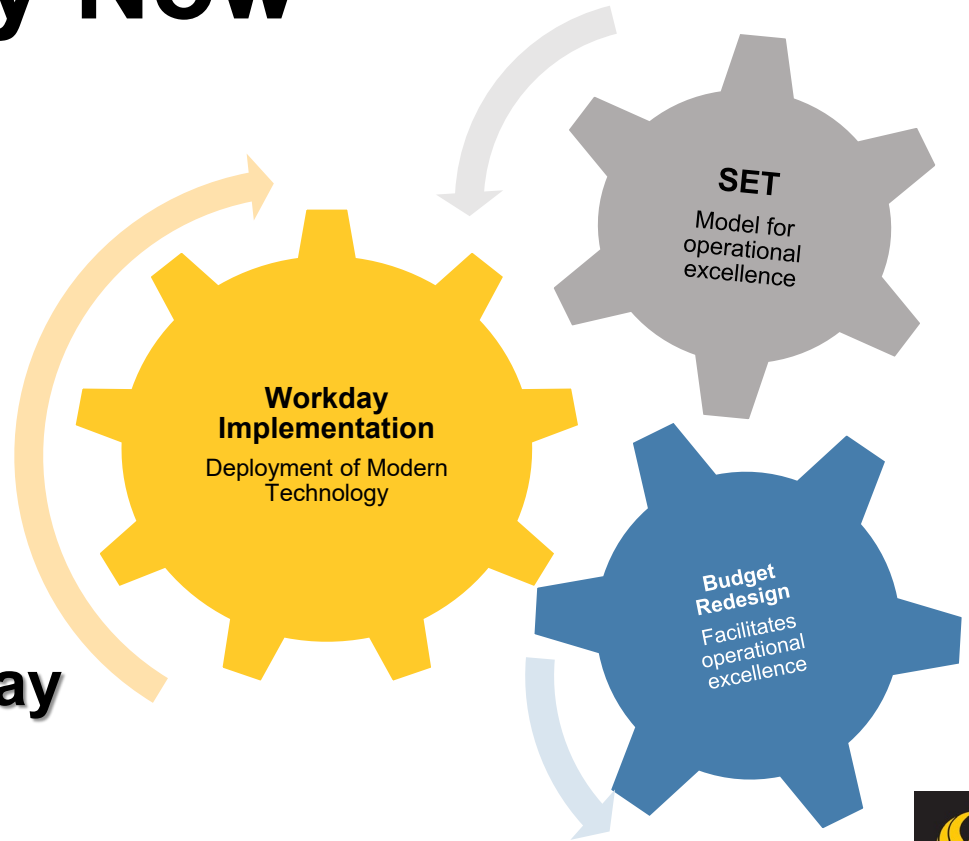 y Now
SET
Model for
operational
excellence
Workday
Implementation
Deployment of Modern
Technology
Budget
Redesign
Facilitates
operational
excellence
ay